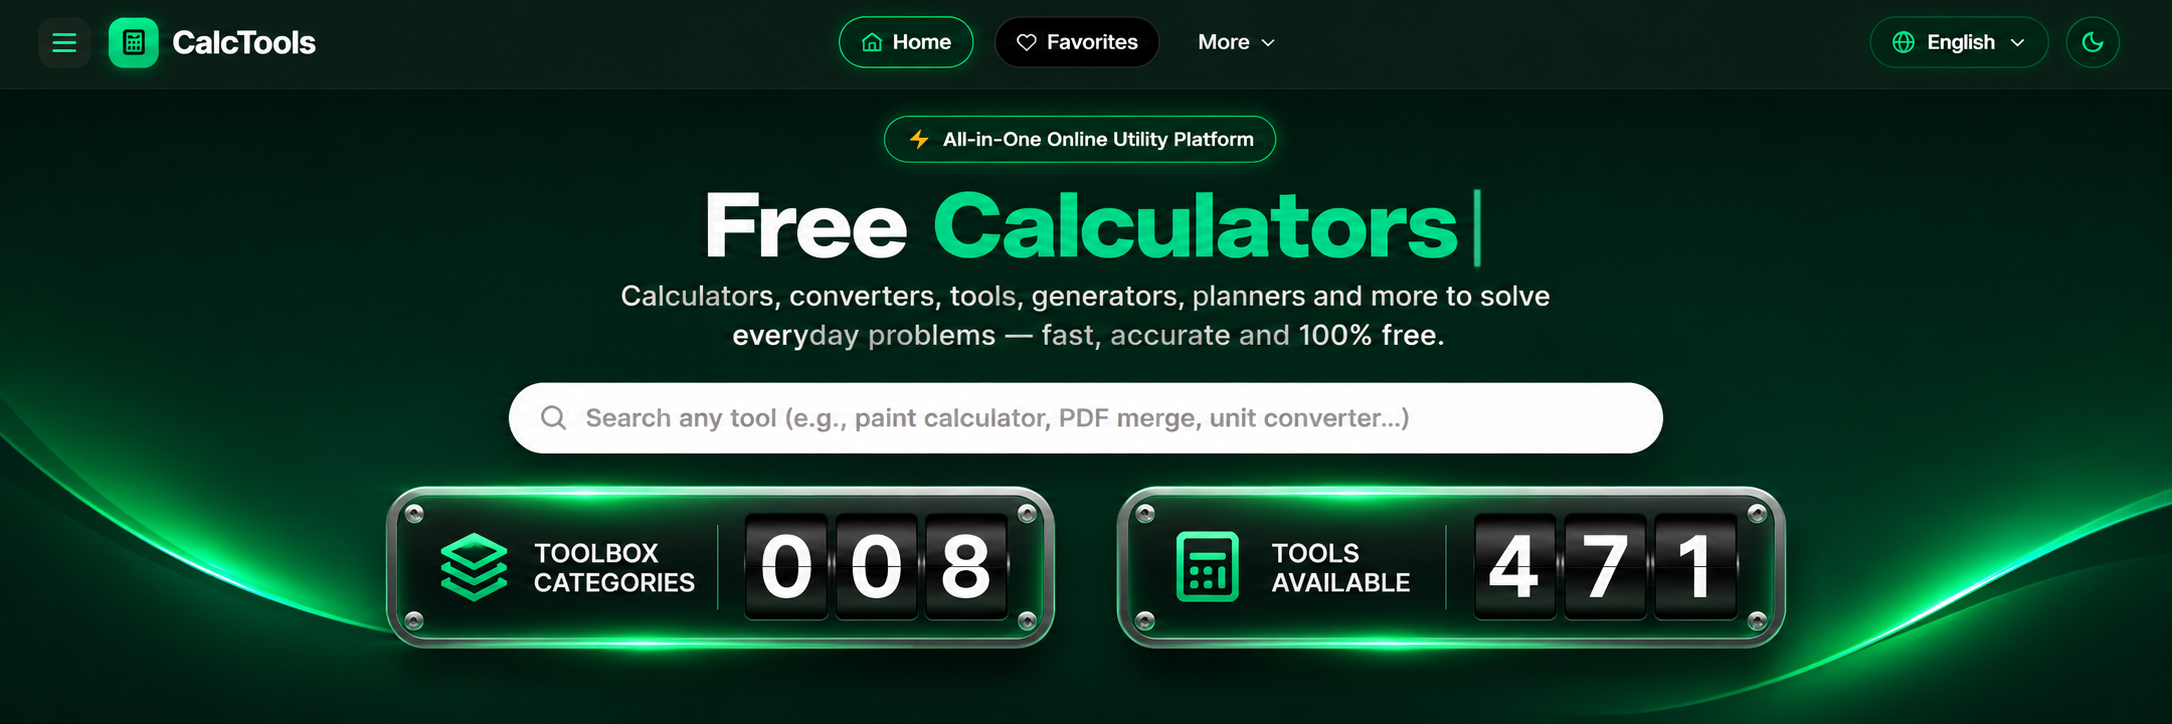 CalcTools
Home
Favorites
More
English
All-in-One Online Utility Platform
Free Calculators
Calculators, converters, tools, generators, planners and more to solve
everyday problems — fast, accurate and 100% free.
Search any tool (e.g., paint calculator, PDF merge, unit converter...)
TOOLBOX
CATEGORIES
008
TOOLS
AVAILABLE
471